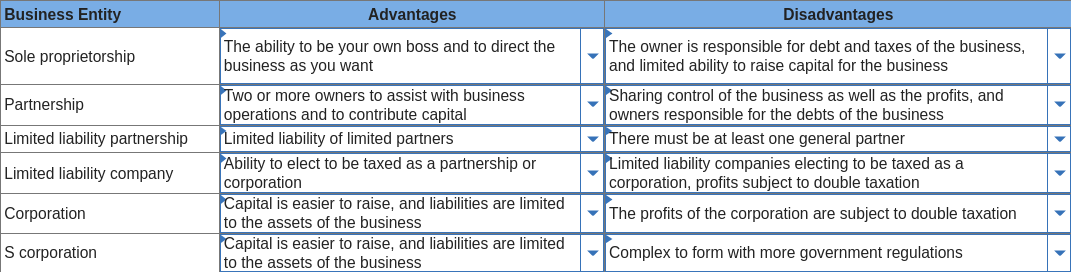 Business Entity
Advantages
Disadvantages
Sole proprietorship
The ability to be your own boss and to direct the
business as you want
The owner is responsible for debt and taxes of the business,
and limited ability to raise capital for the business
Partnership
Two or more owners to assist with business
operations and to contribute capital
Sharing control of the business as well as the profits, and
owners responsible for the debts of the business
Limited liability partnership
Limited liability of limited partners
There must be at least one general partner
Limited liability company
Ability to elect to be taxed as a partnership or
corporation
Limited liability companies electing to be taxed as a
corporation, profits subject to double taxation
Corporation
Capital is easier to raise, and liabilities are limited
to the assets of the business
The profits of the corporation are subject to double taxation
S corporation
Capital is easier to raise, and liabilities are limited
to the assets of the business
Complex to form with more government regulations